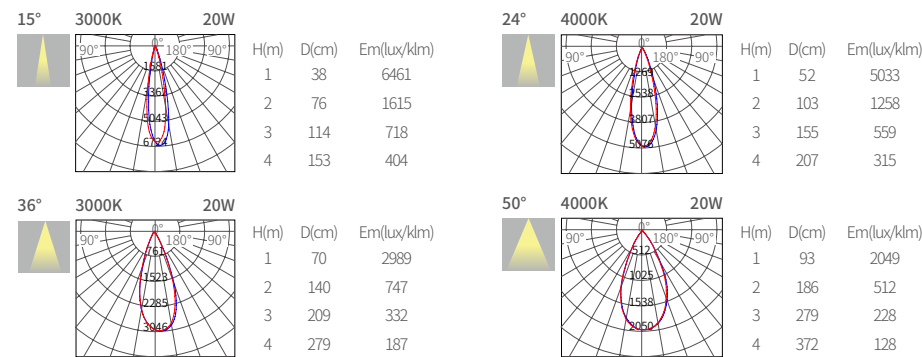 15° 3000K 20W
-90° 0° 180° -90°
1681
3362
5043
6724
H(m) D(cm) Em(lux/klm)
1 38 6461
2 76 1615
3 114 718
4 153 404
24° 4000K 20W
90° 0° 180° -90°
1269
2538
3807
5076
H(m) D(cm) Em(lux/klm)
1 52 5033
2 103 1258
3 155 559
4 207 315
36° 3000K 20W
-90° 0° 180° -90°
761
1523
2285
3046
H(m) D(cm) Em(lux/klm)
1 70 2989
2 140 747
3 209 332
4 279 187
50° 4000K 20W
90° 0° 180° -90°
512
1025
1538
2050
H(m) D(cm) Em(lux/klm)
1 93 2049
2 186 512
3 279 228
4 372 128